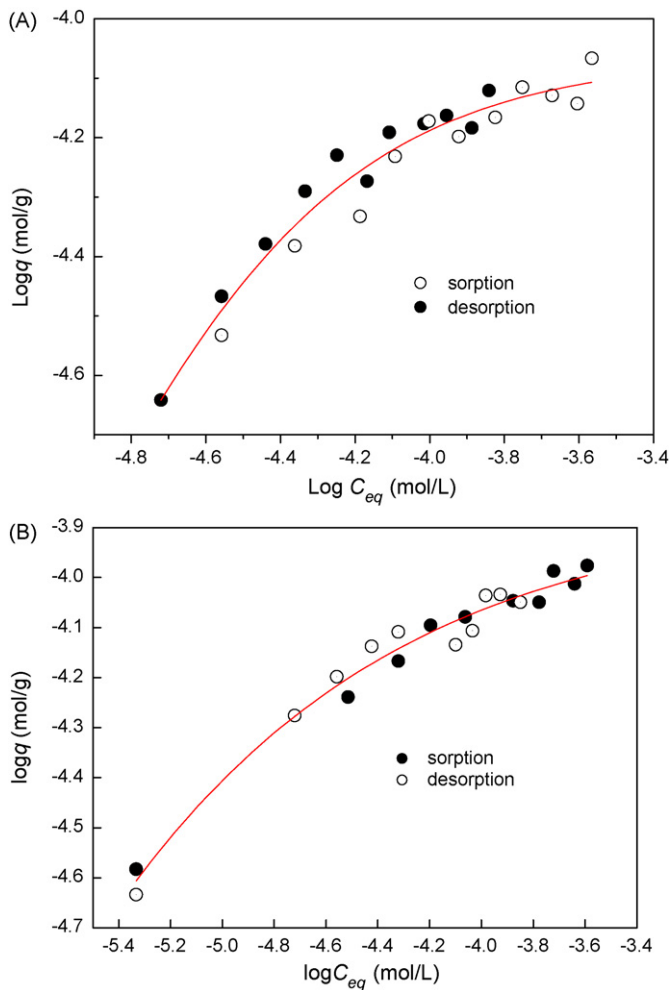 (A)
-4.0
-4.2
-4.4
-4.6
Logq (mol/g)
sorption
desorption
-4.8 -4.6 -4.4 -4.2 -4.0 -3.8 -3.6 -3.4
Log Ceq (mol/L)
(B)
-3.9
-4.0
-4.1
-4.2
-4.3
-4.4
-4.5
-4.6
-4.7
logq (mol/g)
sorption
desorption
-5.4 -5.2 -5.0 -4.8 -4.6 -4.4 -4.2 -4.0 -3.8 -3.6 -3.4
logCeq (mol/L)